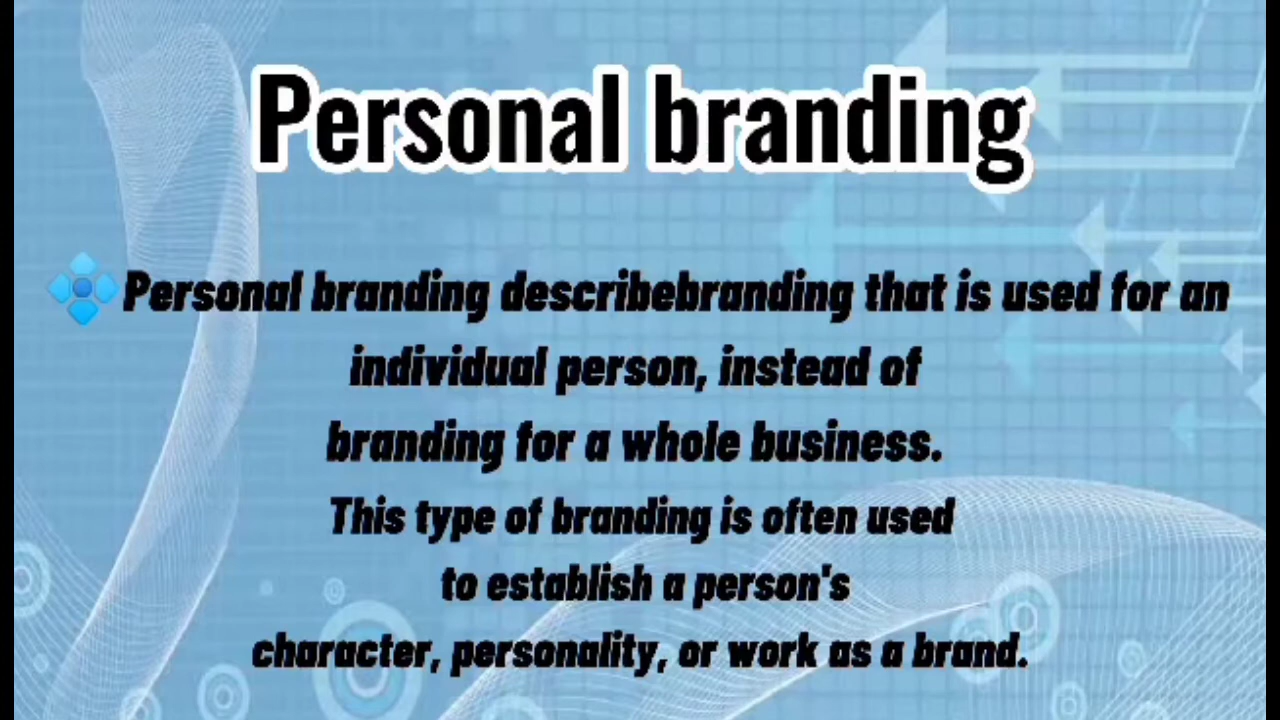 Personal branding
💠Personal branding describebranding that is used for an
individual person, instead of
branding for a whole business.
This type of branding is often used
to establish a person's
character, personality, or work as a brand.